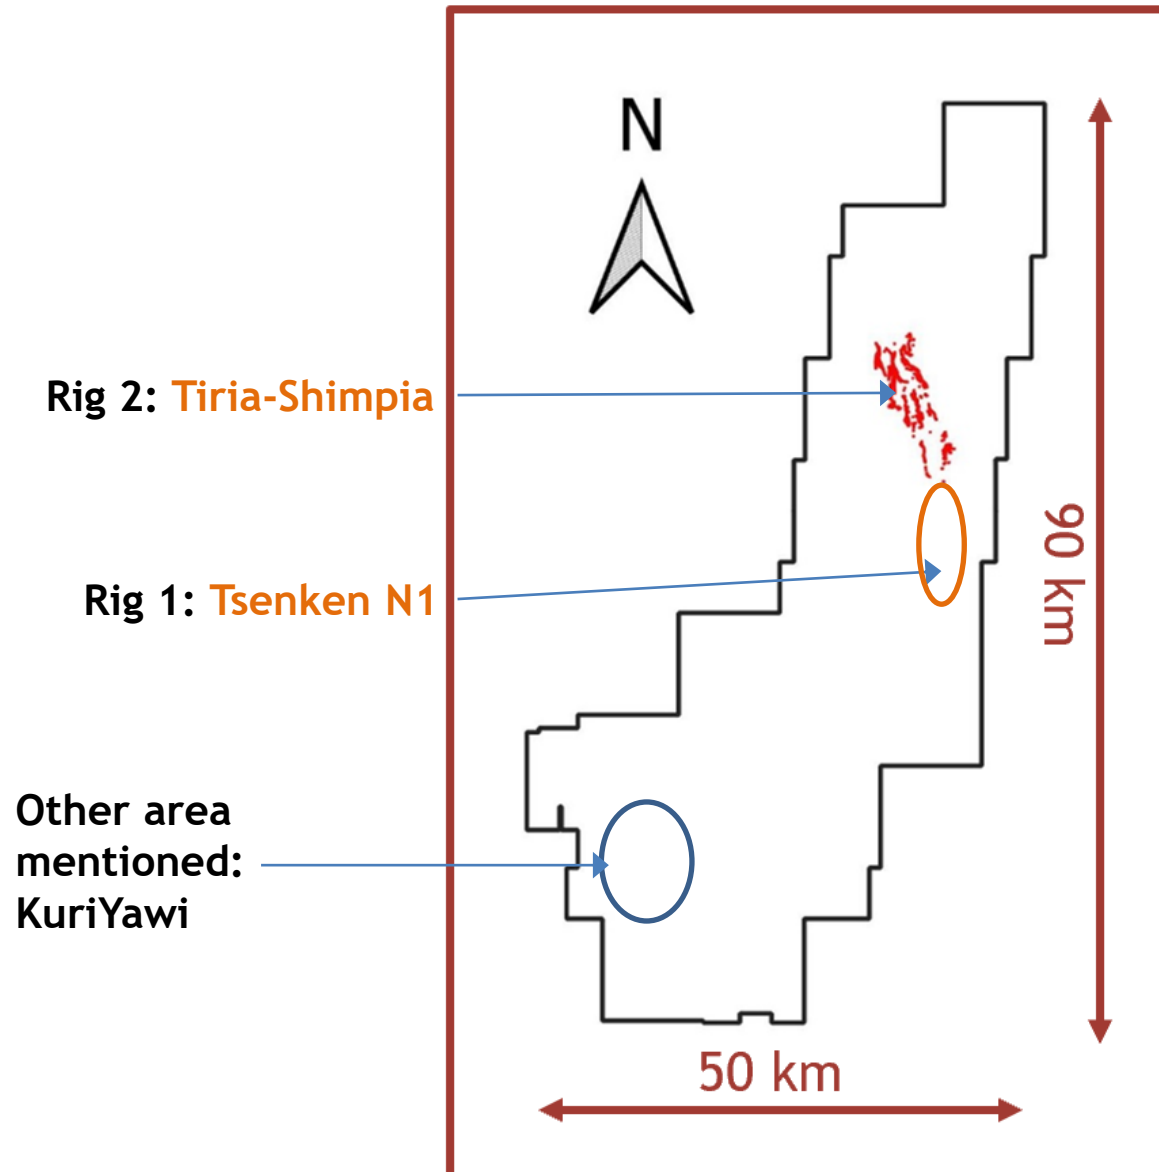 N
Rig 2: Tiria-Shimpia
90 km
Rig 1: Tsenken N1
Other area
mentioned:
KuriYawi
50 km